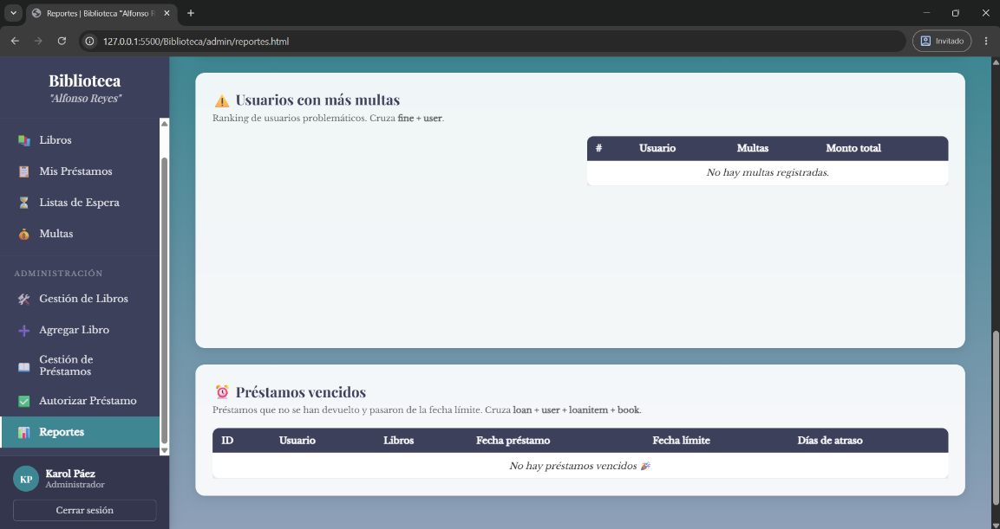 Reportes | Biblioteca "Alfonso R
127.0.0.1:5500/Biblioteca/admin/reportes.html
Invitado
Biblioteca
"Alfonso Reyes"
Libros
Mis Préstamos
Listas de Espera
Multas
ADMINISTRACIÓN
Gestión de Libros
Agregar Libro
Gestión de
Préstamos
Autorizar Préstamo
Reportes
KP
Karol Páez
Administrador
Cerrar sesión
Usuarios con más multas
Ranking de usuarios problemáticos. Cruza fine + user.
# Usuario Multas Monto total
No hay multas registradas.
Préstamos vencidos
Préstamos que no se han devuelto y pasaron de la fecha límite. Cruza loan + user + loanitem + book.
ID Usuario Libros Fecha préstamo Fecha límite Días de atraso
No hay préstamos vencidos 🎉